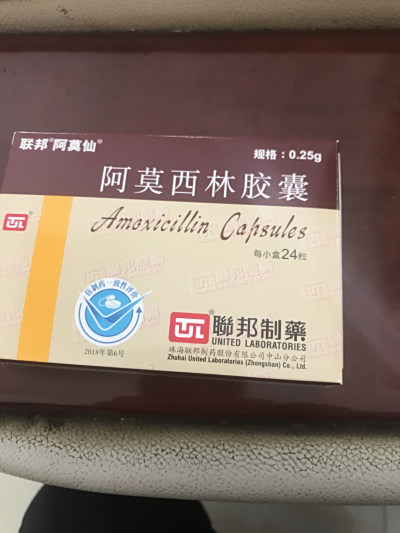 联邦®阿莫仙®
规格：0.25g
阿莫西林胶囊
Amoxicillin Capsules
每小盒24粒
仿制药一致性评价
2018年第6号
聯邦制藥
UNITED LABORATORIES
珠海联邦制药股份有限公司中山分公司
Zhuhai United Laboratories (Zhongshan) Co., Ltd.